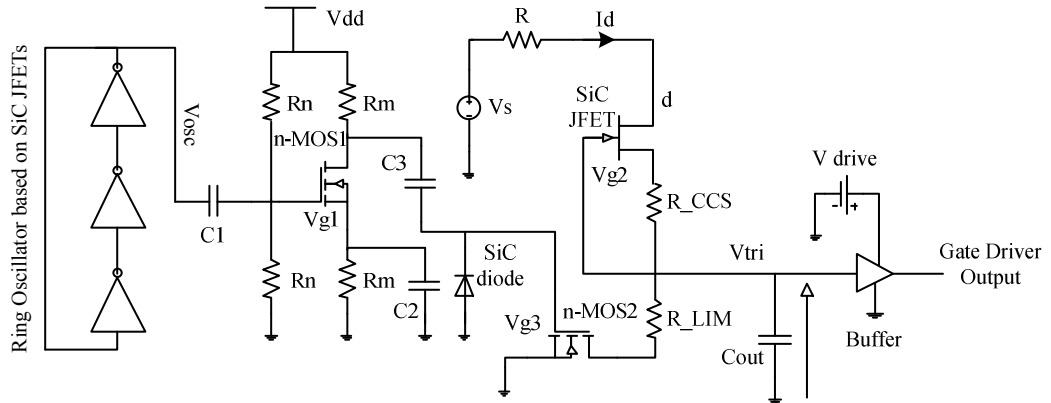 Ring Oscillator based on SiC JFETs
Vosc
C1
Vdd
Rn
Rm
n-MOS1
Vg1
Rn
Rm
C2
C3
SiC
diode
Vg3
n-MOS2
R
Id
Vs
d
SiC
JFET
Vg2
R_CCS
R_LIM
Vtri
Cout
V drive
- +
Buffer
Gate Driver
Output